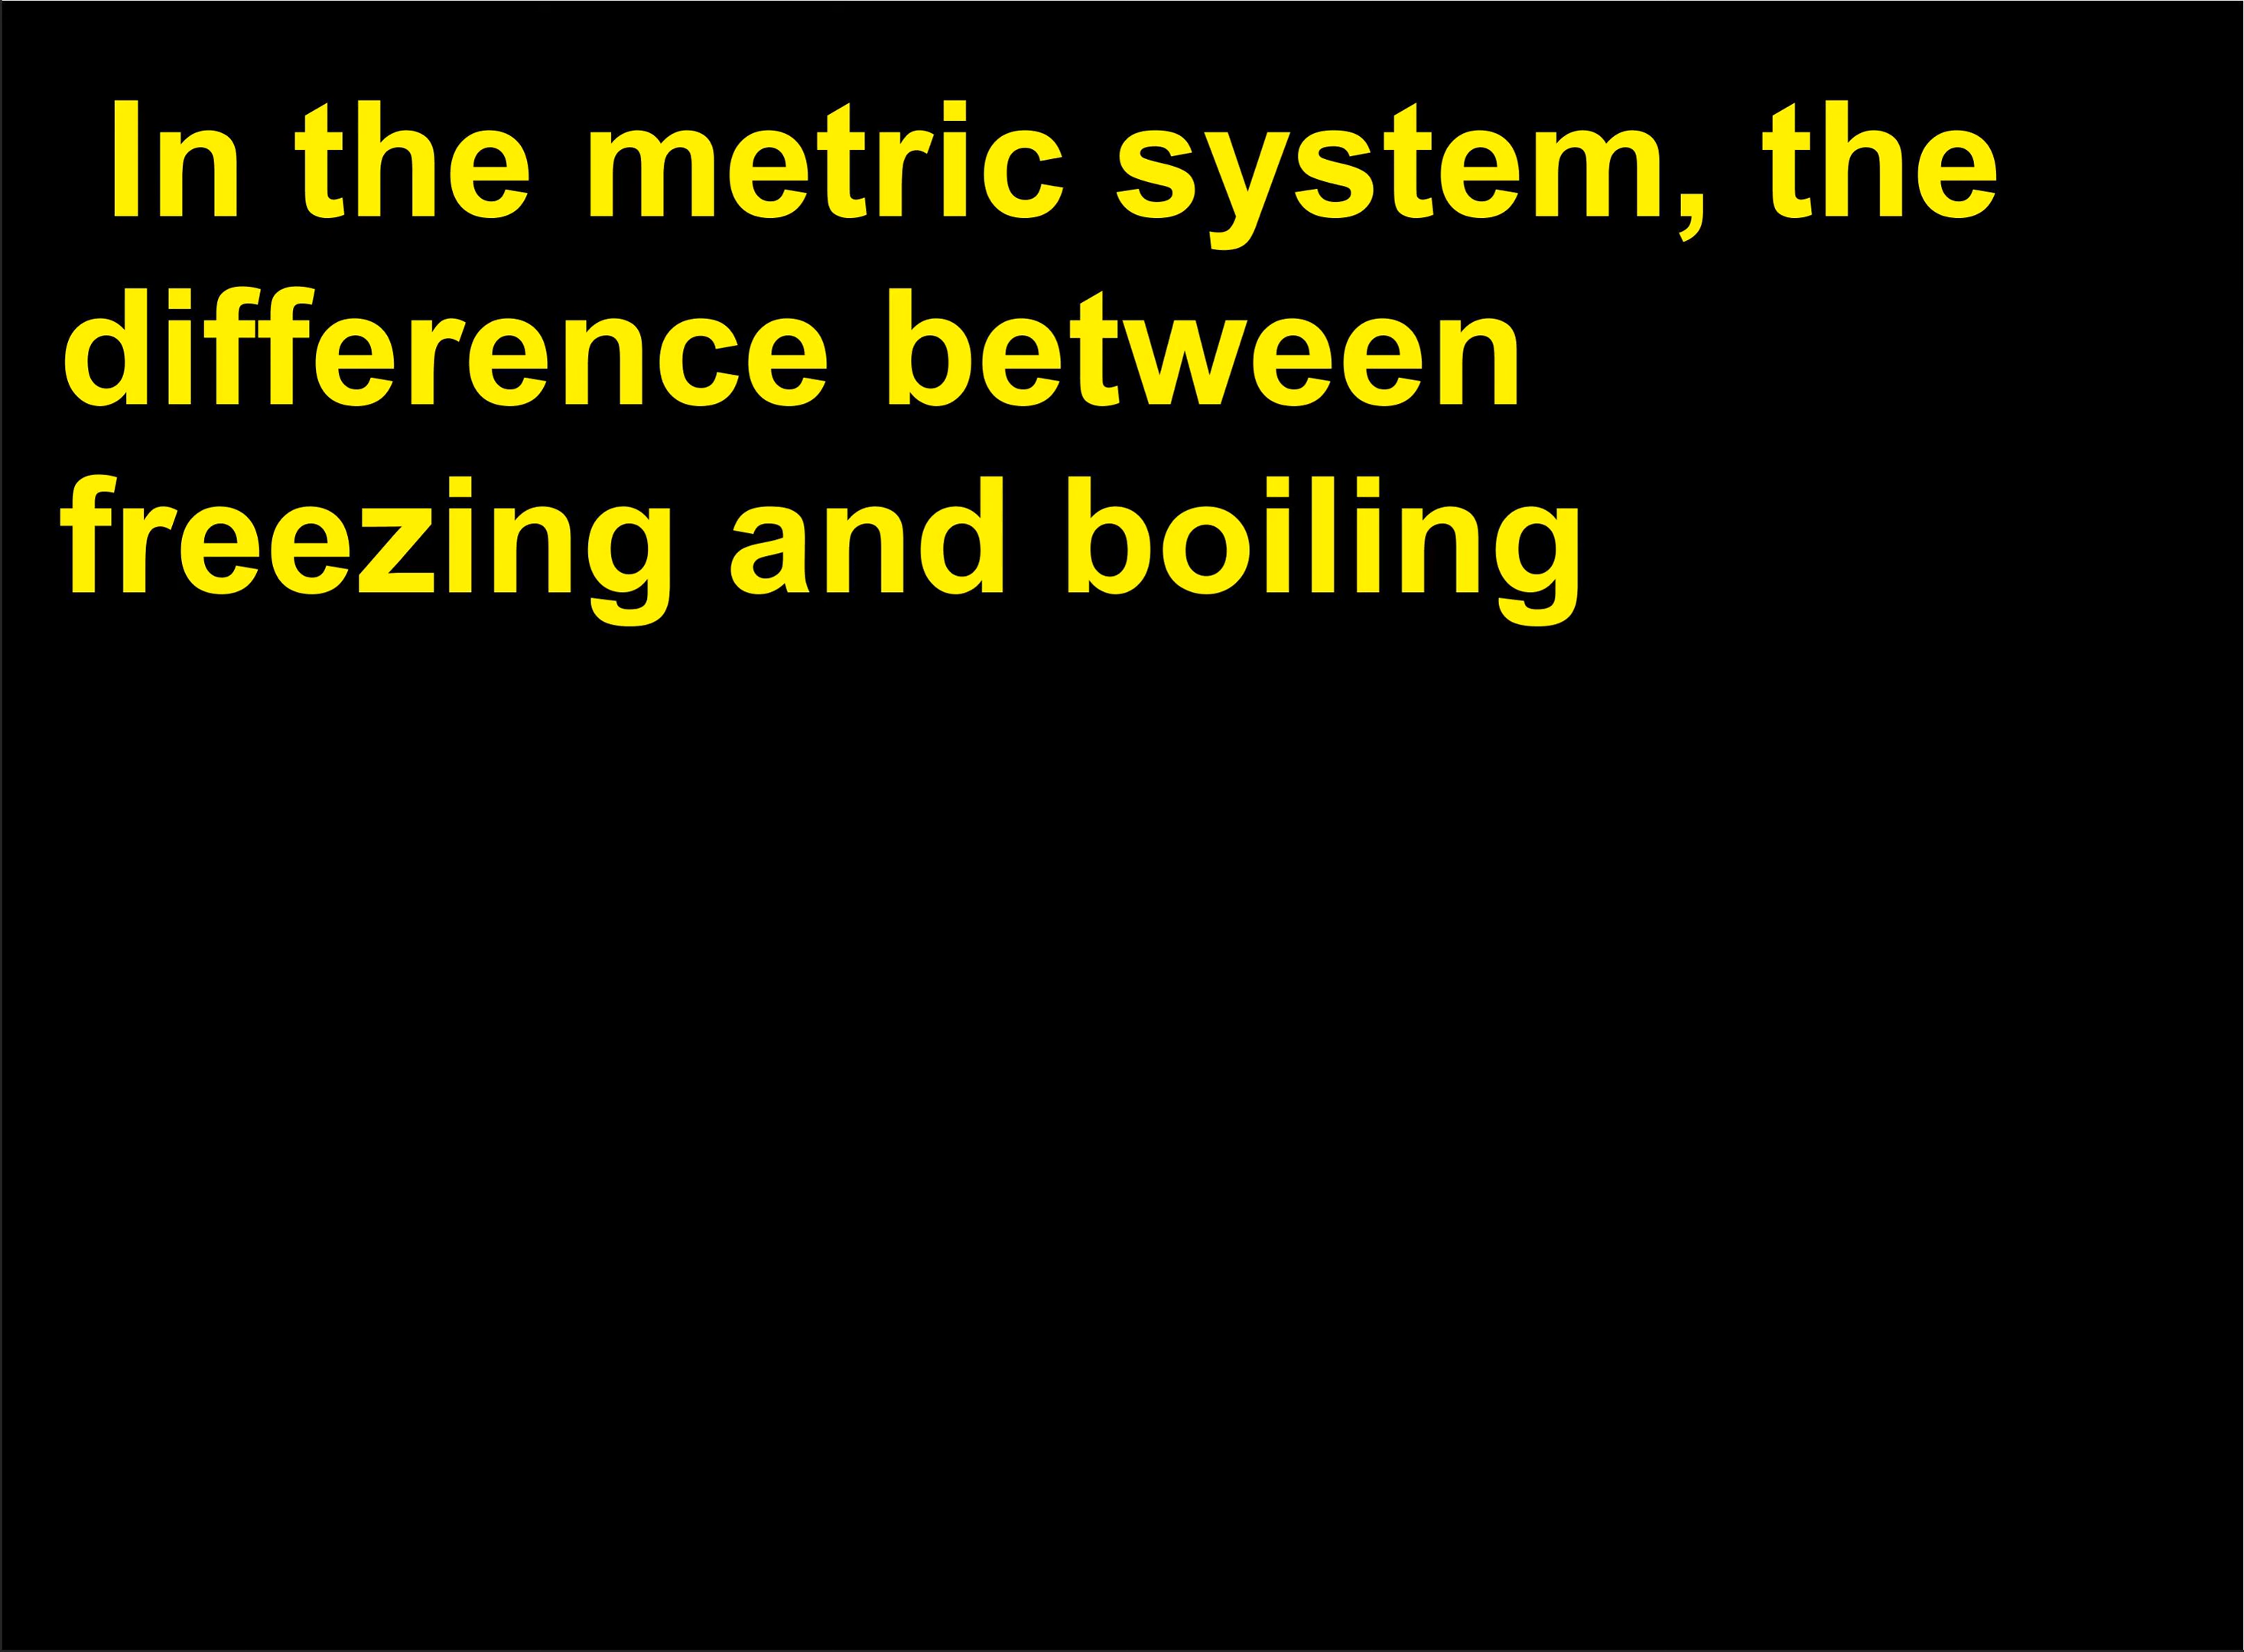 In the metric system, the
difference between
freezing and boiling